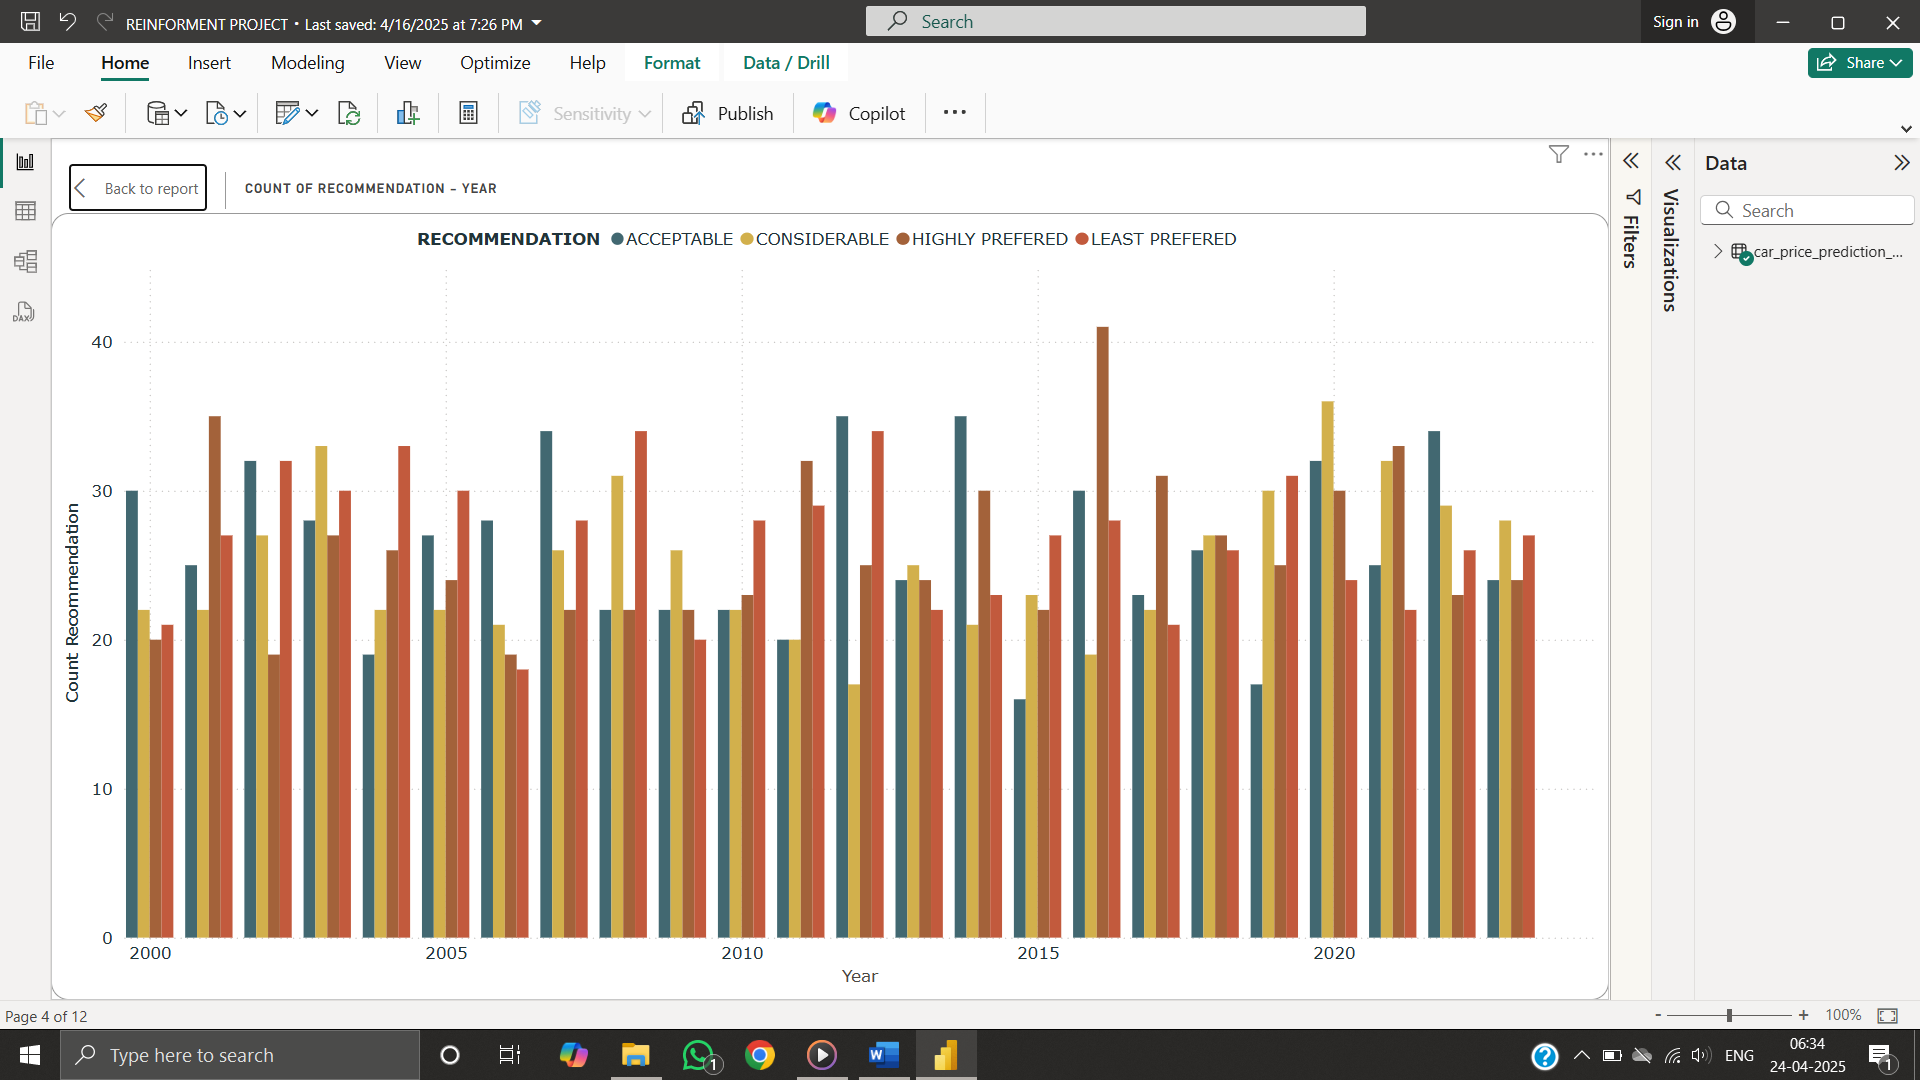 REINFORMENT PROJECT • Last saved: 4/16/2025 at 7:26 PM
Search
Sign in
File Home Insert Modeling View Optimize Help Format Data / Drill
Share
Sensitivity
Publish
Copilot
Back to report
COUNT OF RECOMMENDATION – YEAR
RECOMMENDATION ACCEPTABLE CONSIDERABLE HIGHLY PREFERED LEAST PREFERED
40
30
20
10
0
Count Recommendation
2000 2005 2010 2015 2020
Year
Filters
Visualizations
Data
Search
car_price_prediction_...
DAX
Page 4 of 12
- + 100%
Type here to search
1
W
ENG
06:34
24-04-2025
1